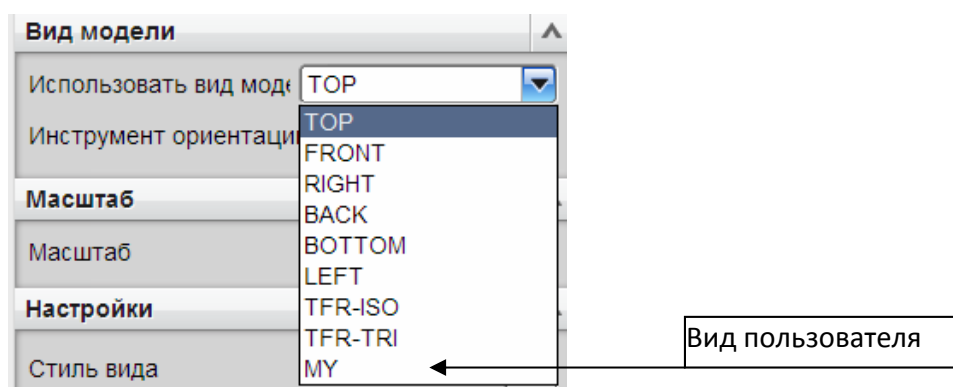 Вид модели
Использовать вид моде TOP
TOP
Инструмент ориентаци
FRONT
RIGHT
Масштаб
BACK
Масштаб
BOTTOM
LEFT
Настройки
TFR-ISO
TFR-TRI
Вид пользователя
Стиль вида
MY